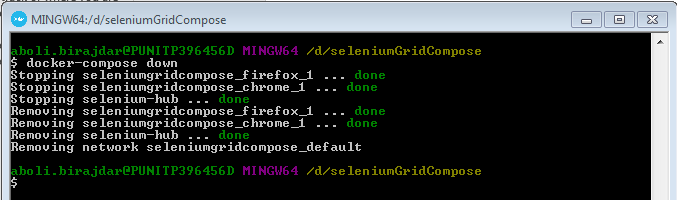 MINGW64:/d/seleniumGridCompose
aboli.birajdar@PUNITP396456D MINGW64 /d/seleniumGridCompose
$ docker-compose down
Stopping seleniumgridcompose_firefox_1 ... done
Stopping seleniumgridcompose_chrome_1 ... done
Stopping selenium-hub ... done
Removing seleniumgridcompose_firefox_1 ... done
Removing seleniumgridcompose_chrome_1 ... done
Removing selenium-hub ... done
Removing network seleniumgridcompose_default
aboli.birajdar@PUNITP396456D MINGW64 /d/seleniumGridCompose
$